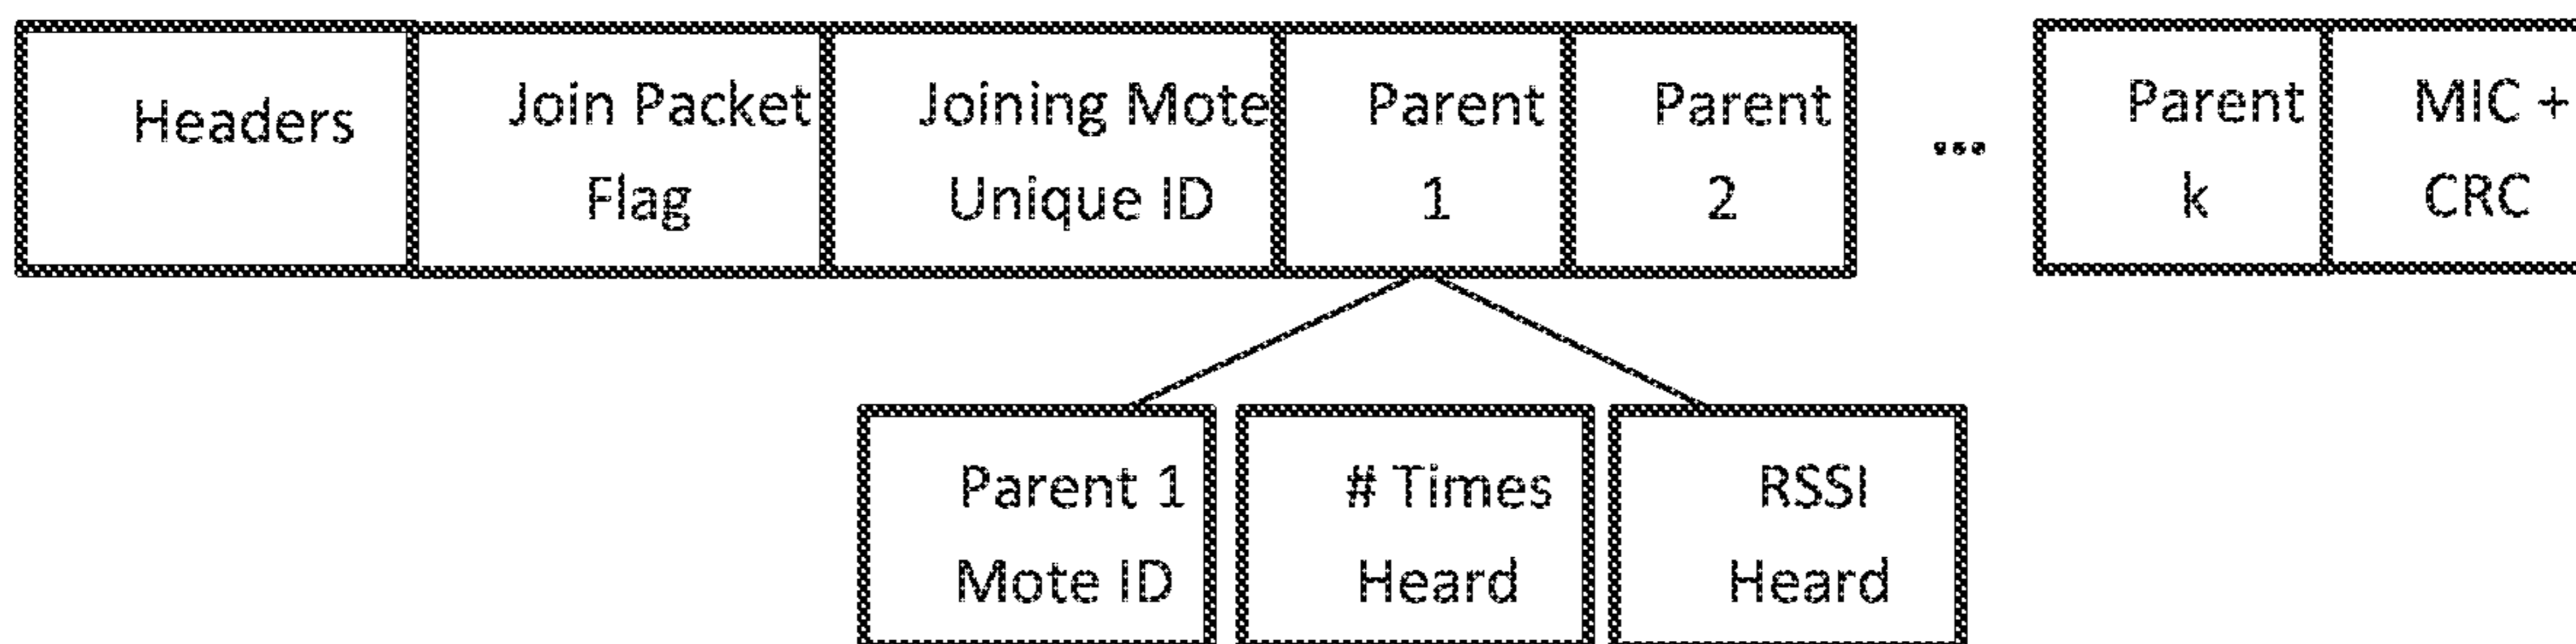 Headers
Join Packet
Flag
Joining Mote
Unique ID
Parent
1
Parent
2
...
Parent
k
MIC +
CRC
Parent 1
Mote ID
# Times
Heard
RSSI
Heard